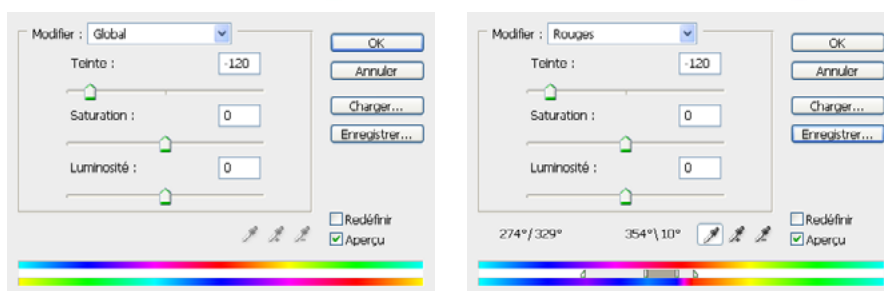 Modifier : Global
OK
Teinte : -120
Annuler
Saturation : 0
Charger...
Enregistrer...
Luminosité : 0
Redéfinir
Aperçu
Modifier : Rouges
OK
Teinte : -120
Annuler
Saturation : 0
Charger...
Enregistrer...
Luminosité : 0
Redéfinir
274°/329° 354°\10°
Aperçu